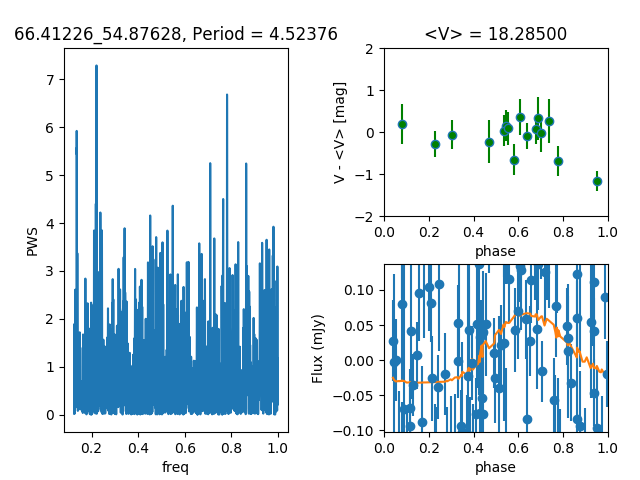 66.41226_54.87628, Period = 4.52376
<V> = 18.28500
7
6
5
4
3
2
1
0
PWS
0.2 0.4 0.6 0.8 1.0
freq
2
1
0
−1
−2
V - <V> [mag]
0.0 0.2 0.4 0.6 0.8 1.0
phase
0.10
0.05
0.00
−0.05
−0.10
Flux (mJy)
0.0 0.2 0.4 0.6 0.8 1.0
phase